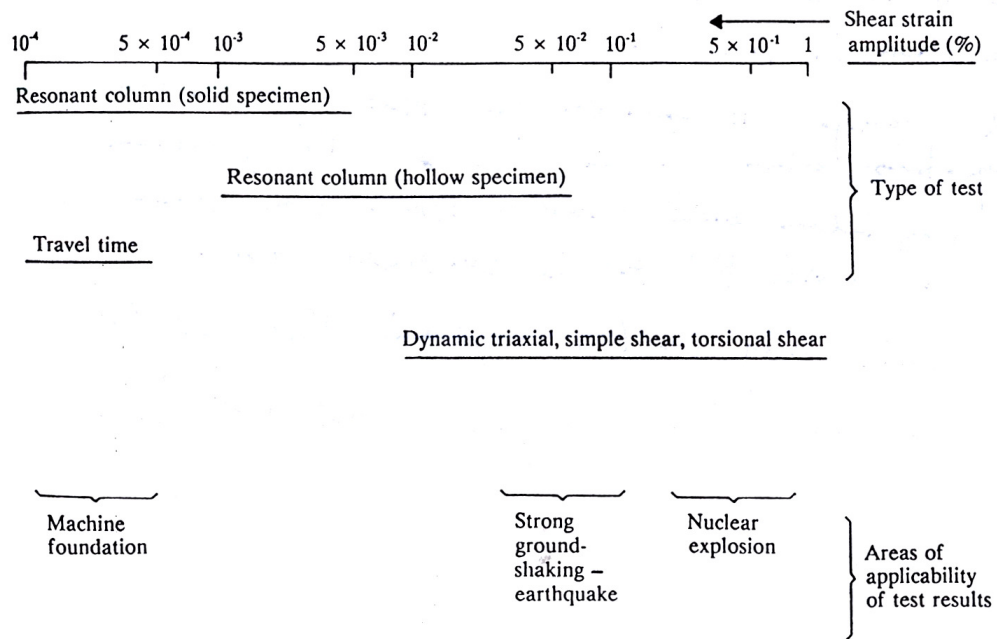 Shear strain
amplitude (%)
10⁻⁴ 5 × 10⁻⁴ 10⁻³ 5 × 10⁻³ 10⁻² 5 × 10⁻² 10⁻¹ 5 × 10⁻¹ 1
Resonant column (solid specimen)
Resonant column (hollow specimen)
Type of test
Travel time
Dynamic triaxial, simple shear, torsional shear
Machine
foundation
Strong
ground-
shaking –
earthquake
Nuclear
explosion
Areas of
applicability
of test results